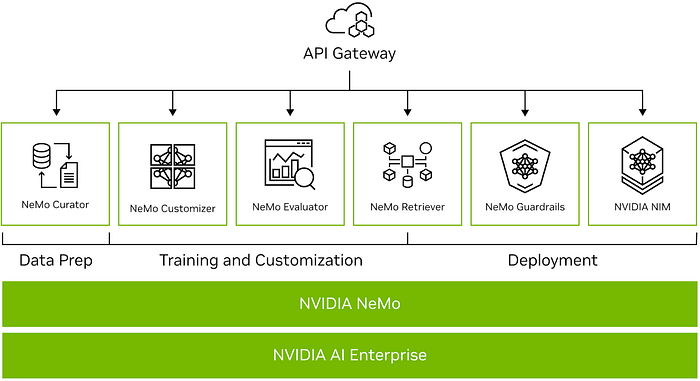 API Gateway
NeMo Curator
NeMo Customizer
NeMo Evaluator
NeMo Retriever
NeMo Guardrails
NVIDIA NIM
Data Prep
Training and Customization
Deployment
NVIDIA NeMo
NVIDIA AI Enterprise